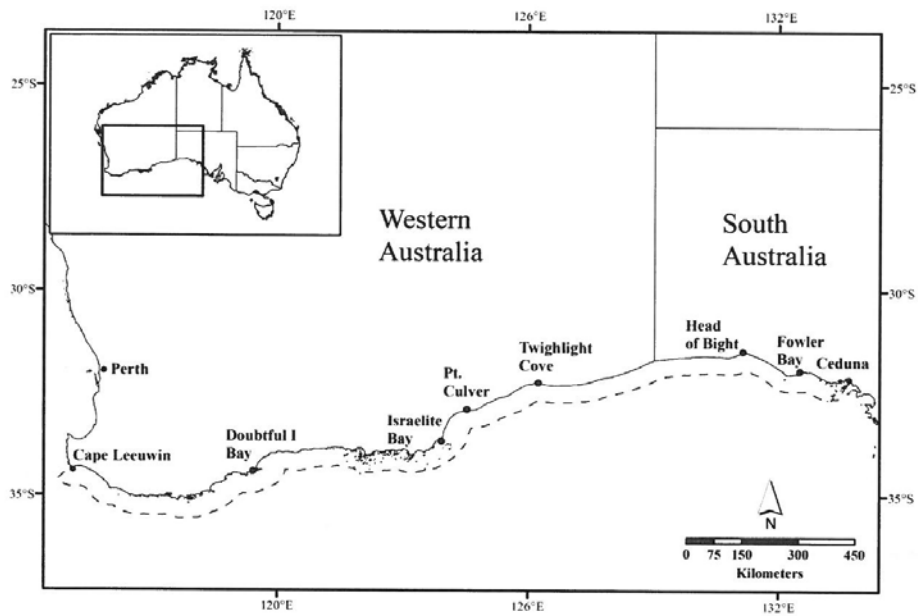 120°E
126°E
132°E
25°S
25°S
Western
Australia
South
Australia
30°S
30°S
Head
of Bight
Fowler
Bay
Ceduna
Twighlight
Cove
Perth
Pt.
Culver
Israelite
Bay
Doubtful I
Bay
Cape Leeuwin
35°S
35°S
N
0 75 150 300 450
Kilometers
120°E
126°E
132°E